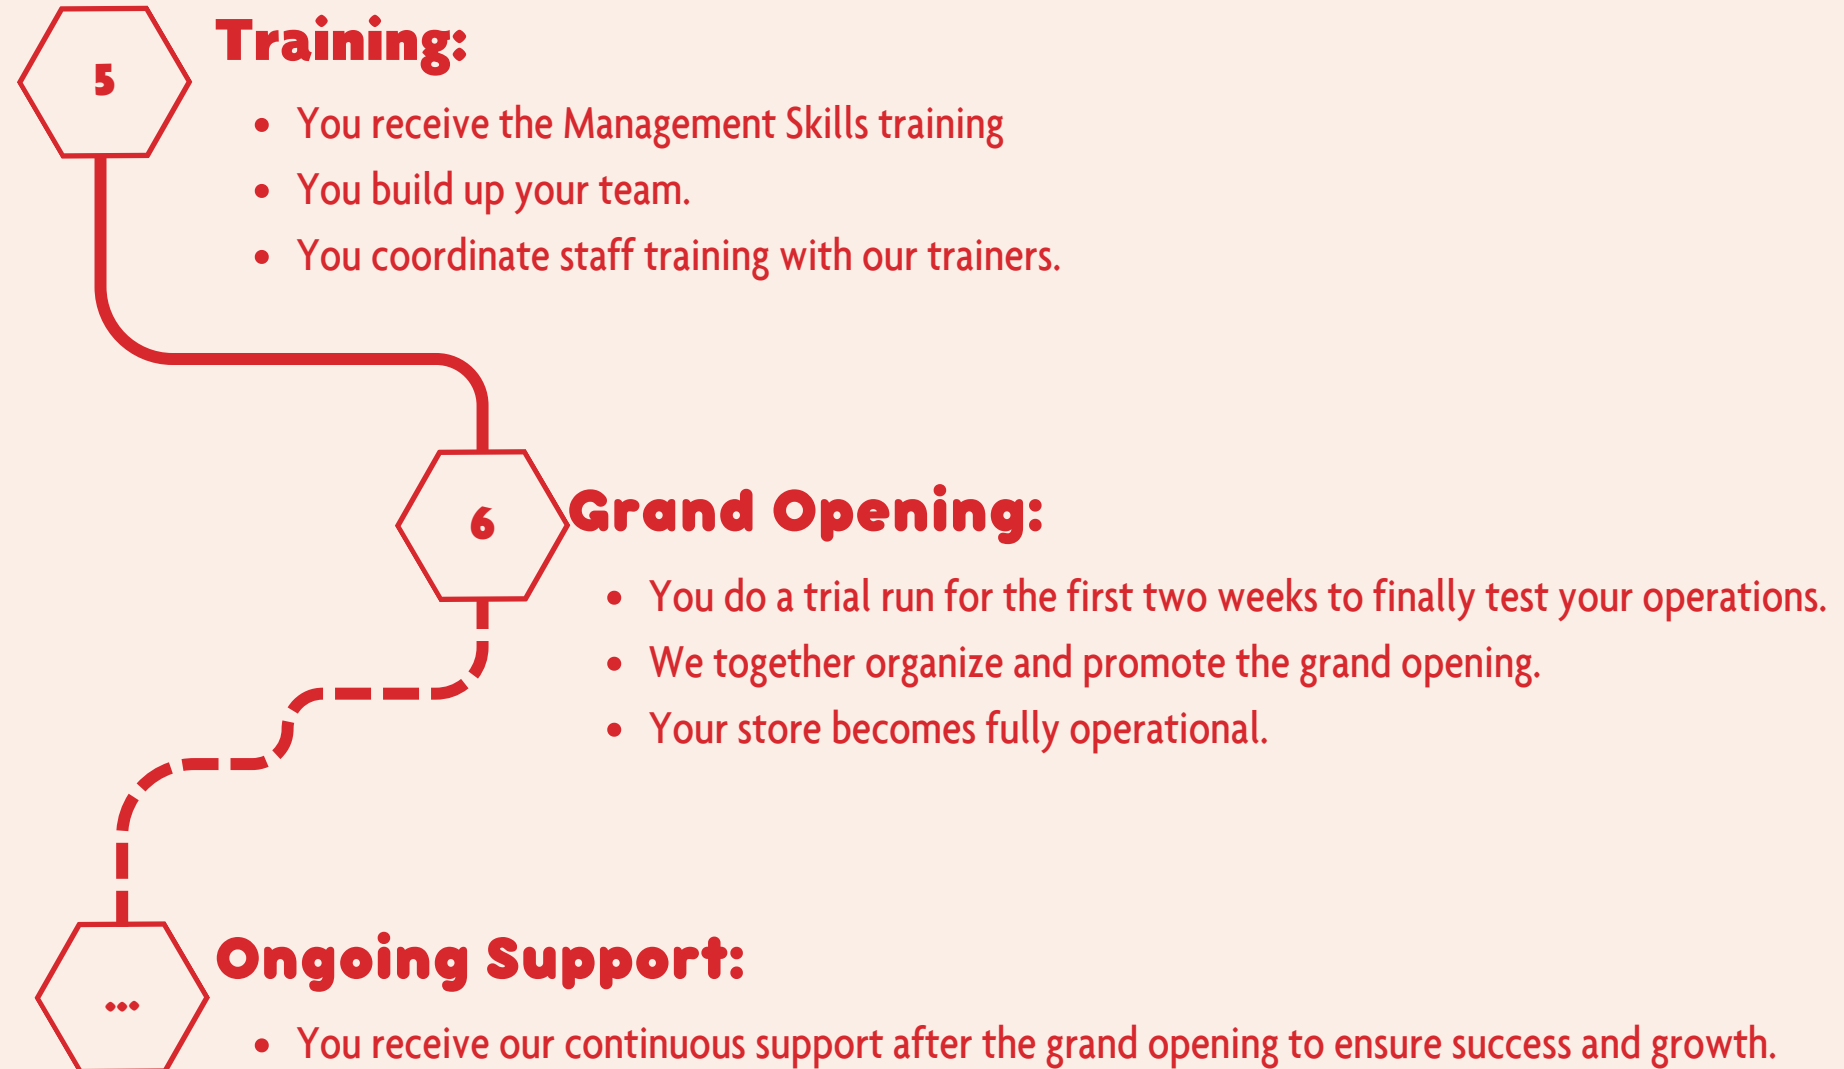 5
Training:
• You receive the Management Skills training
• You build up your team.
• You coordinate staff training with our trainers.
6
Grand Opening:
• You do a trial run for the first two weeks to finally test your operations.
• We together organize and promote the grand opening.
• Your store becomes fully operational.
...
Ongoing Support:
• You receive our continuous support after the grand opening to ensure success and growth.